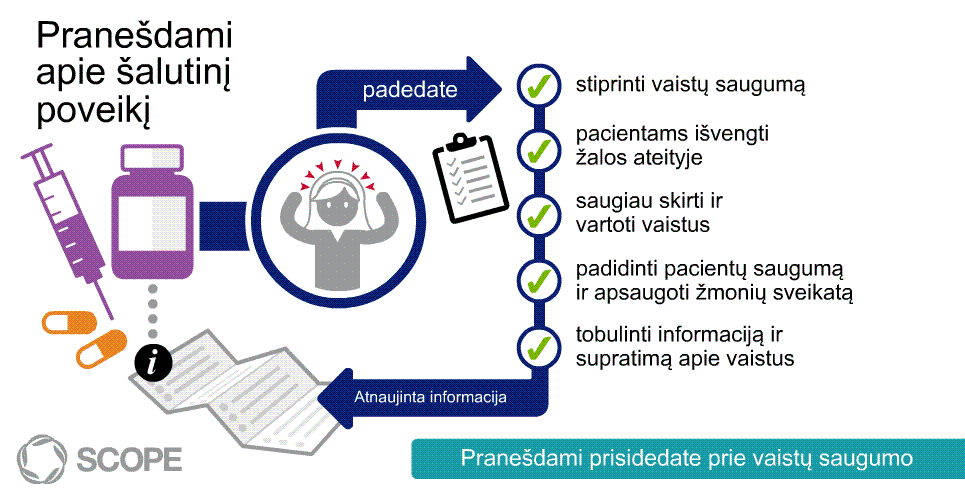 Pranešdami
apie šalutinį
poveikį
padedate
stiprinti vaistų saugumą
pacientams išvengti
žalos ateityje
saugiau skirti ir
vartoti vaistus
padidinti pacientų saugumą
ir apsaugoti žmonių sveikatą
tobulinti informaciją ir
supratimą apie vaistus
i
Atnaujinta informacija
SCOPE
Pranešdami prisidedate prie vaistų saugumo